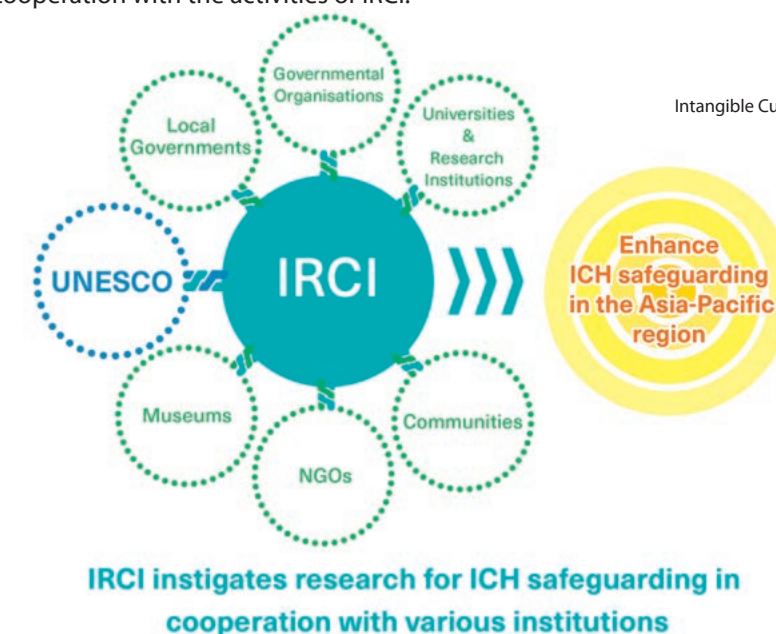 cooperation with the activities of IRCI.
Governmental
Organisations
Local
Governments
Universities
&
Research
Institutions
Intangible Cu
UNESCO
IRCI
Enhance
ICH safeguarding
in the Asia-Pacific
region
Museums
NGOs
Communities
IRCI instigates research for ICH safeguarding in
cooperation with various institutions